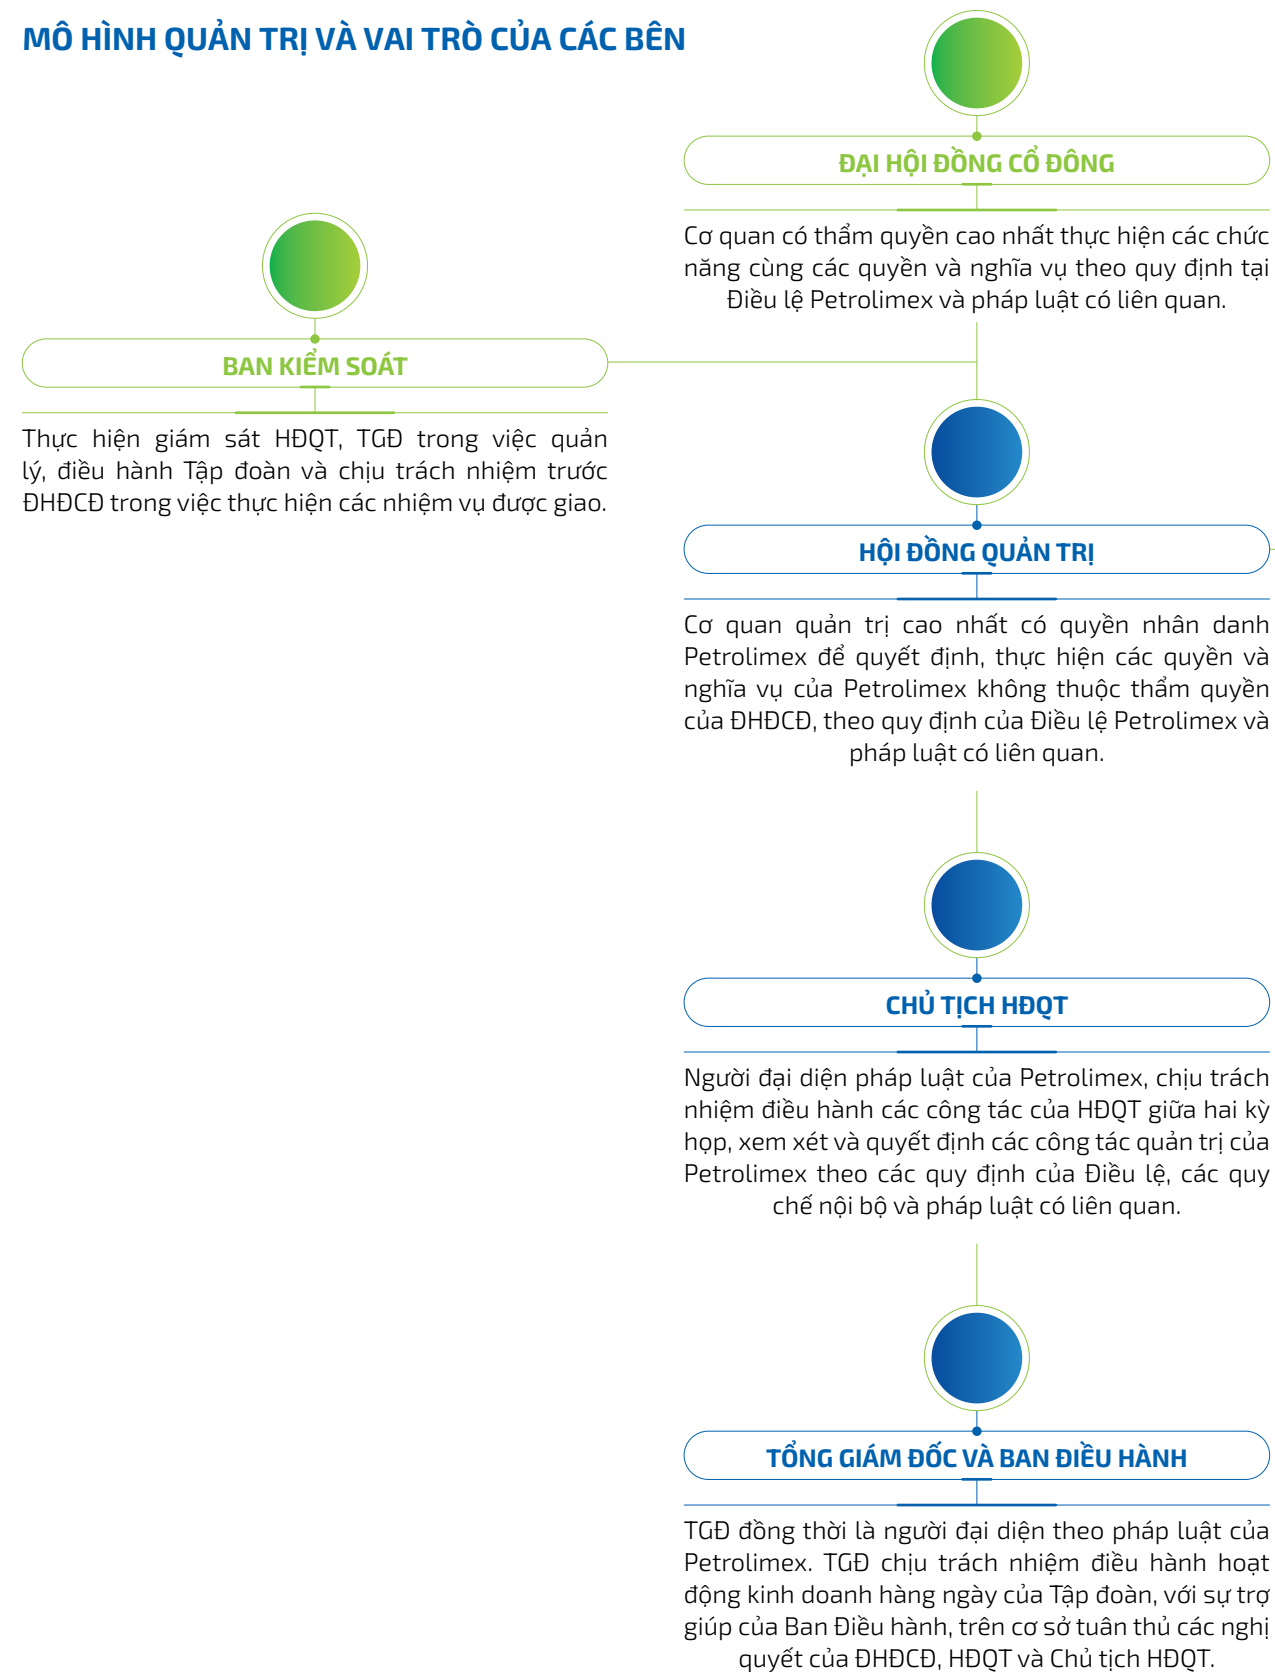 MÔ HÌNH QUẢN TRỊ VÀ VAI TRÒ CỦA CÁC BÊN
ĐẠI HỘI ĐỒNG CỔ ĐÔNG
Cơ quan có thẩm quyền cao nhất thực hiện các chức
năng cùng các quyền và nghĩa vụ theo quy định tại
Điều lệ Petrolimex và pháp luật có liên quan.
BAN KIỂM SOÁT
Thực hiện giám sát HĐQT, TGĐ trong việc quản
lý, điều hành Tập đoàn và chịu trách nhiệm trước
ĐHĐCĐ trong việc thực hiện các nhiệm vụ được giao.
HỘI ĐỒNG QUẢN TRỊ
Cơ quan quản trị cao nhất có quyền nhân danh
Petrolimex để quyết định, thực hiện các quyền và
nghĩa vụ của Petrolimex không thuộc thẩm quyền
của ĐHĐCĐ, theo quy định của Điều lệ Petrolimex và
pháp luật có liên quan.
CHỦ TỊCH HĐQT
Người đại diện pháp luật của Petrolimex, chịu trách
nhiệm điều hành các công tác của HĐQT giữa hai kỳ
họp, xem xét và quyết định các công tác quản trị của
Petrolimex theo các quy định của Điều lệ, các quy
chế nội bộ và pháp luật có liên quan.
TỔNG GIÁM ĐỐC VÀ BAN ĐIỀU HÀNH
TGĐ đồng thời là người đại diện theo pháp luật của
Petrolimex. TGĐ chịu trách nhiệm điều hành hoạt
động kinh doanh hàng ngày của Tập đoàn, với sự trợ
giúp của Ban Điều hành, trên cơ sở tuân thủ các nghị
quyết của ĐHĐCĐ, HĐQT và Chủ tịch HĐQT.